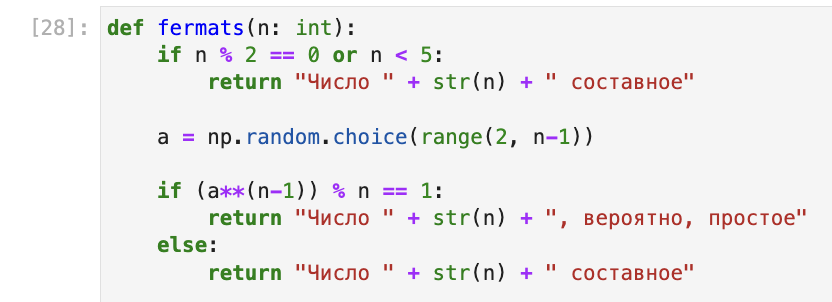 [28]: def fermats(n: int):
    if n % 2 == 0 or n < 5:
        return "Число " + str(n) + " составное"
    a = np.random.choice(range(2, n-1))
    if (a**(n-1)) % n == 1:
        return "Число " + str(n) + ", вероятно, простое"
    else:
        return "Число " + str(n) + " составное"